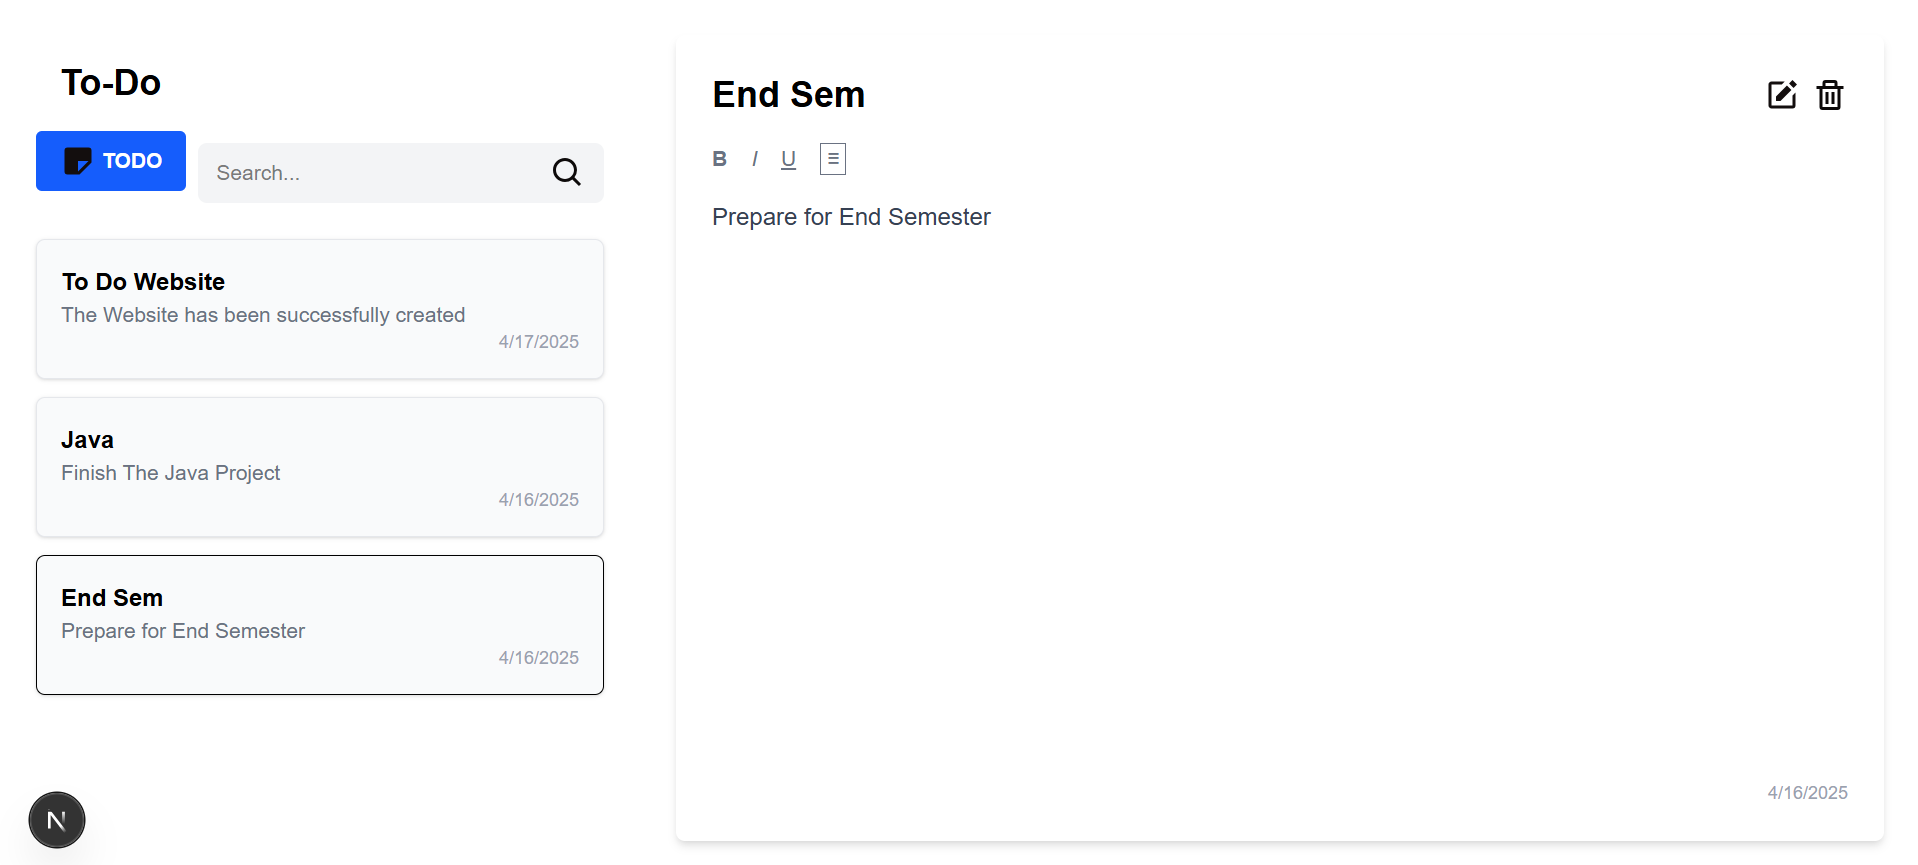 To-Do
TODO
Search...
To Do Website
The Website has been successfully created
4/17/2025
Java
Finish The Java Project
4/16/2025
End Sem
Prepare for End Semester
4/16/2025
N
End Sem
B I U ≡
Prepare for End Semester
4/16/2025